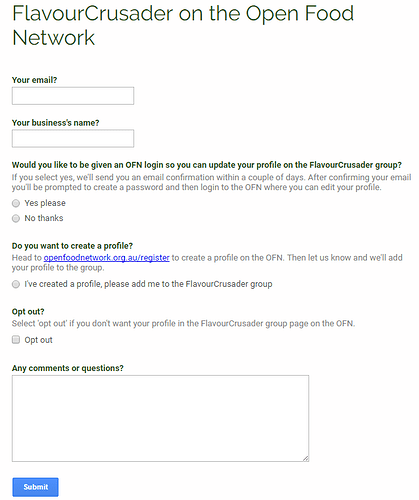 FlavourCrusader on the Open Food
Network
Your email?
Your business's name?
Would you like to be given an OFN login so you can update your profile on the FlavourCrusader group?
If you select yes, we'll send you an email confirmation within a couple of days. After confirming your email
you'll be prompted to create a password and then login to the OFN where you can edit your profile.
Yes please
No thanks
Do you want to create a profile?
Head to openfoodnetwork.org.au/register to create a profile on the OFN. Then let us know and we'll add
your profile to the group.
I've created a profile, please add me to the FlavourCrusader group
Opt out?
Select 'opt out' if you don't want your profile in the FlavourCrusader group page on the OFN.
Opt out
Any comments or questions?
Submit